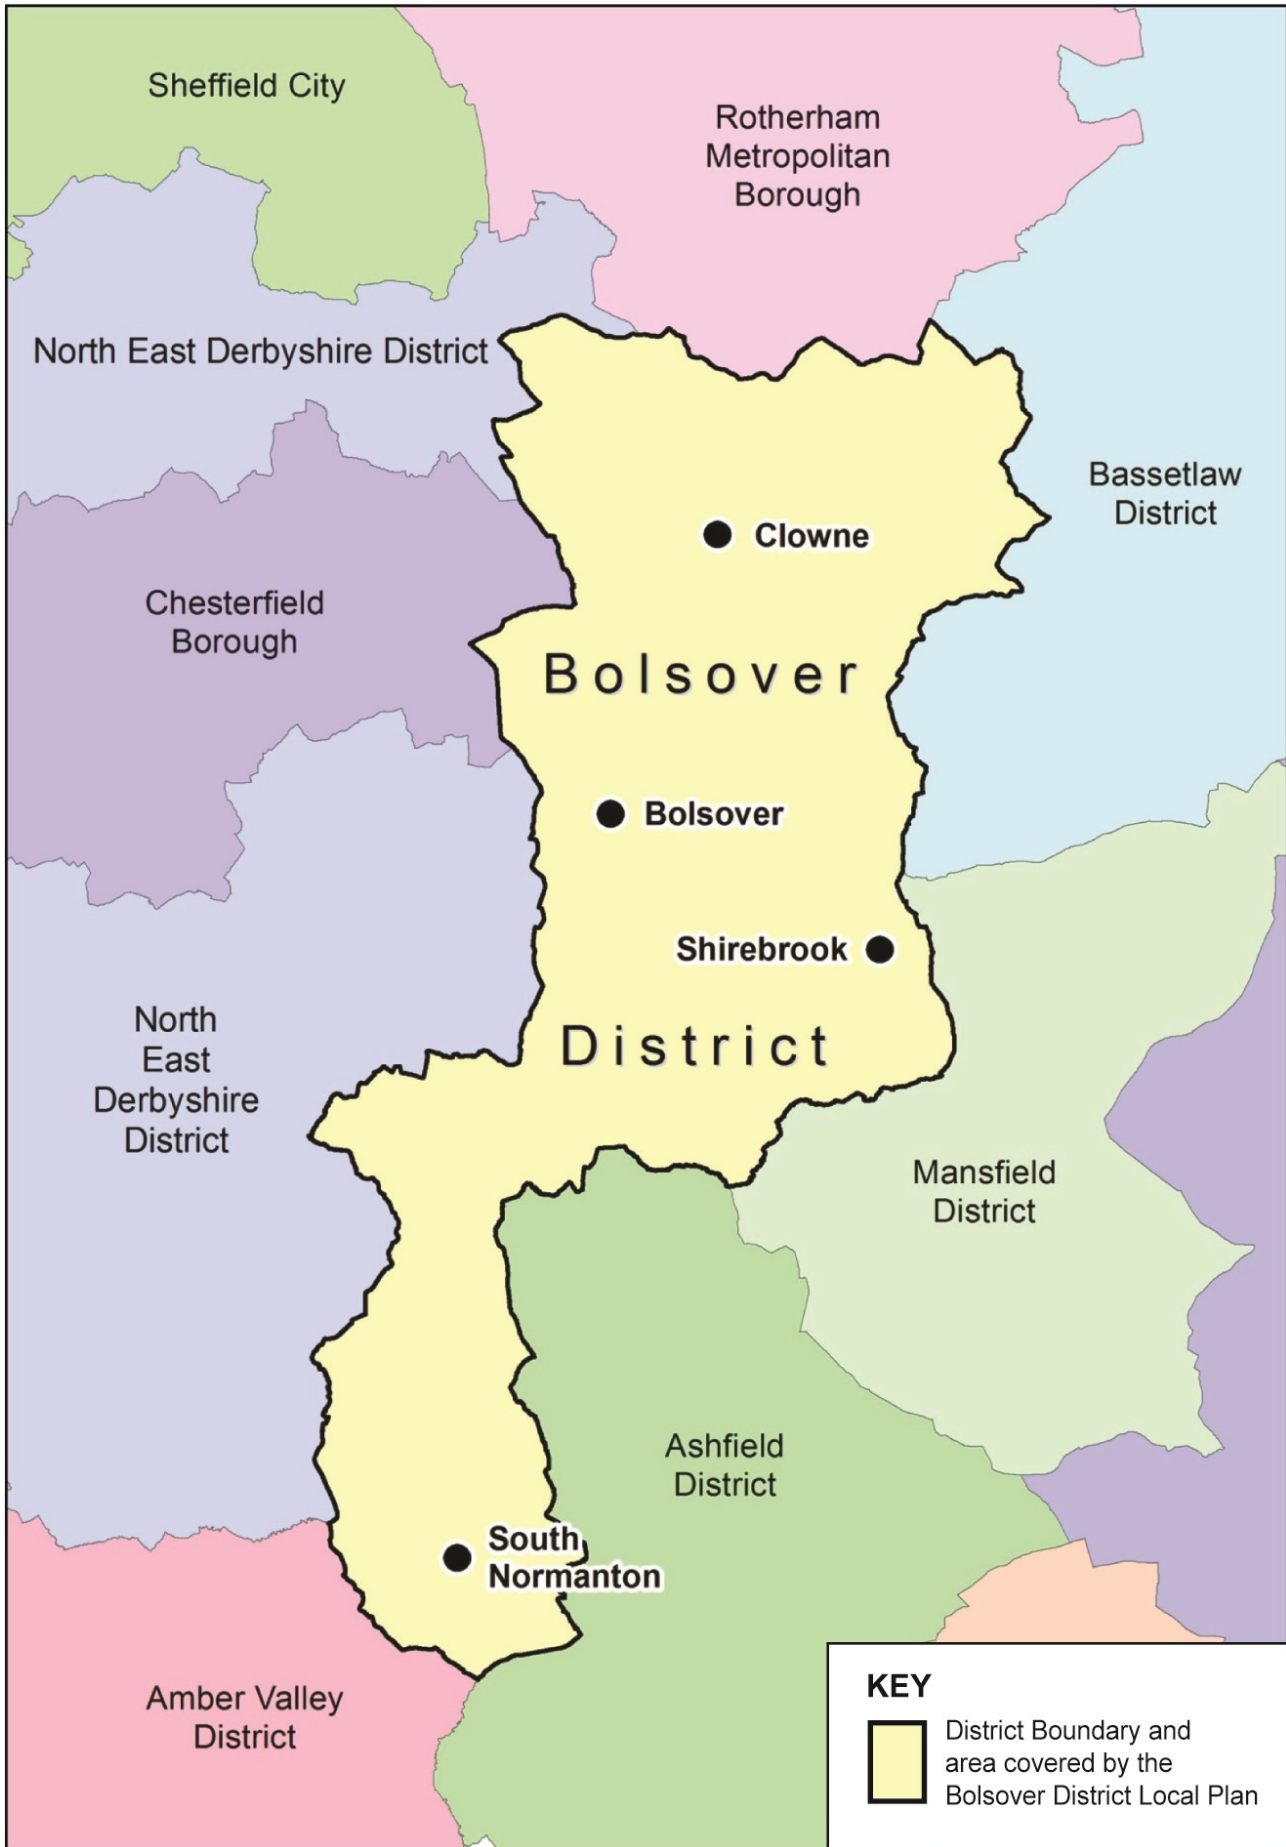 Sheffield City
Rotherham
Metropolitan
Borough
North East Derbyshire District
Bassetlaw
District
Clowne
Chesterfield
Borough
Bolsover
Bolsover
Shirebrook
North
East
Derbyshire
District
District
Mansfield
District
Ashfield
District
South
Normanton
Amber Valley
District
KEY
District Boundary and
area covered by the
Bolsover District Local Plan